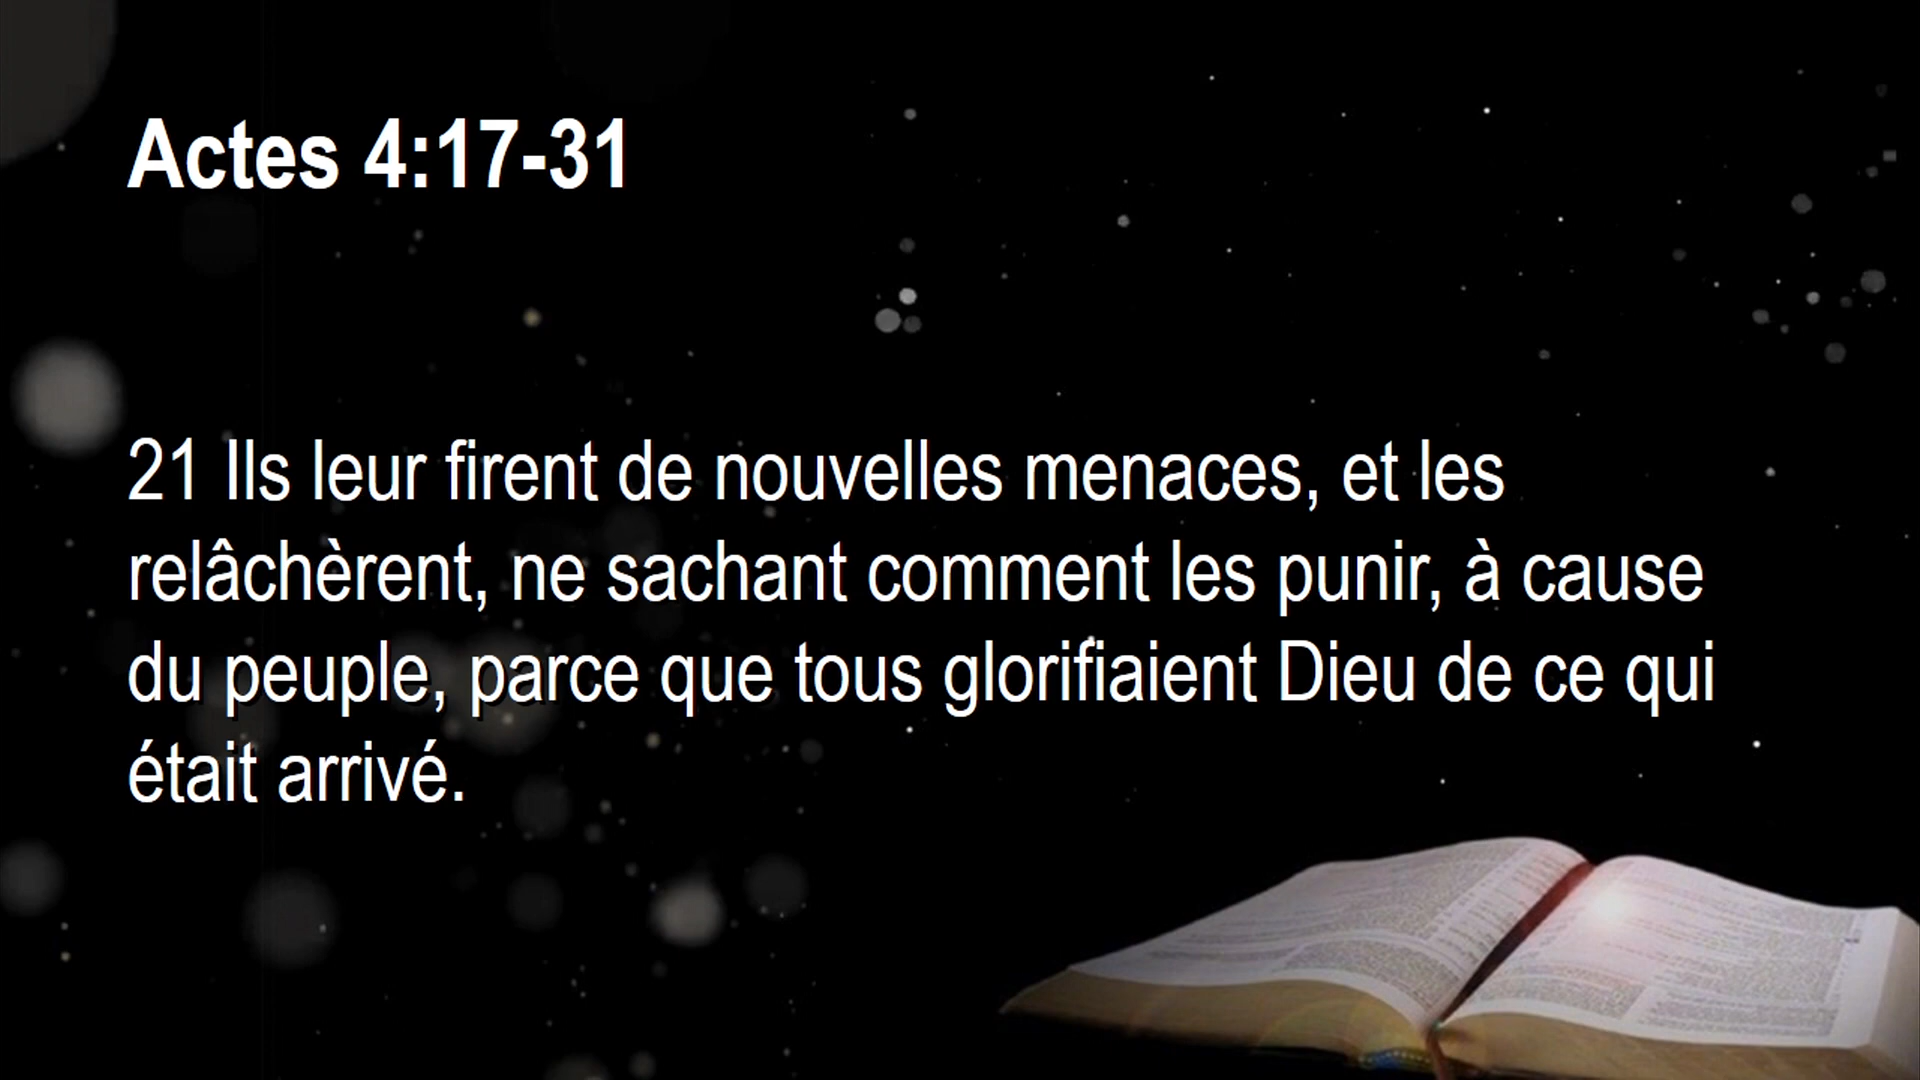 Actes 4:17-31
21 Ils leur firent de nouvelles menaces, et les
relâchèrent, ne sachant comment les punir, à cause
du peuple, parce que tous glorifiaient Dieu de ce qui
était arrivé.